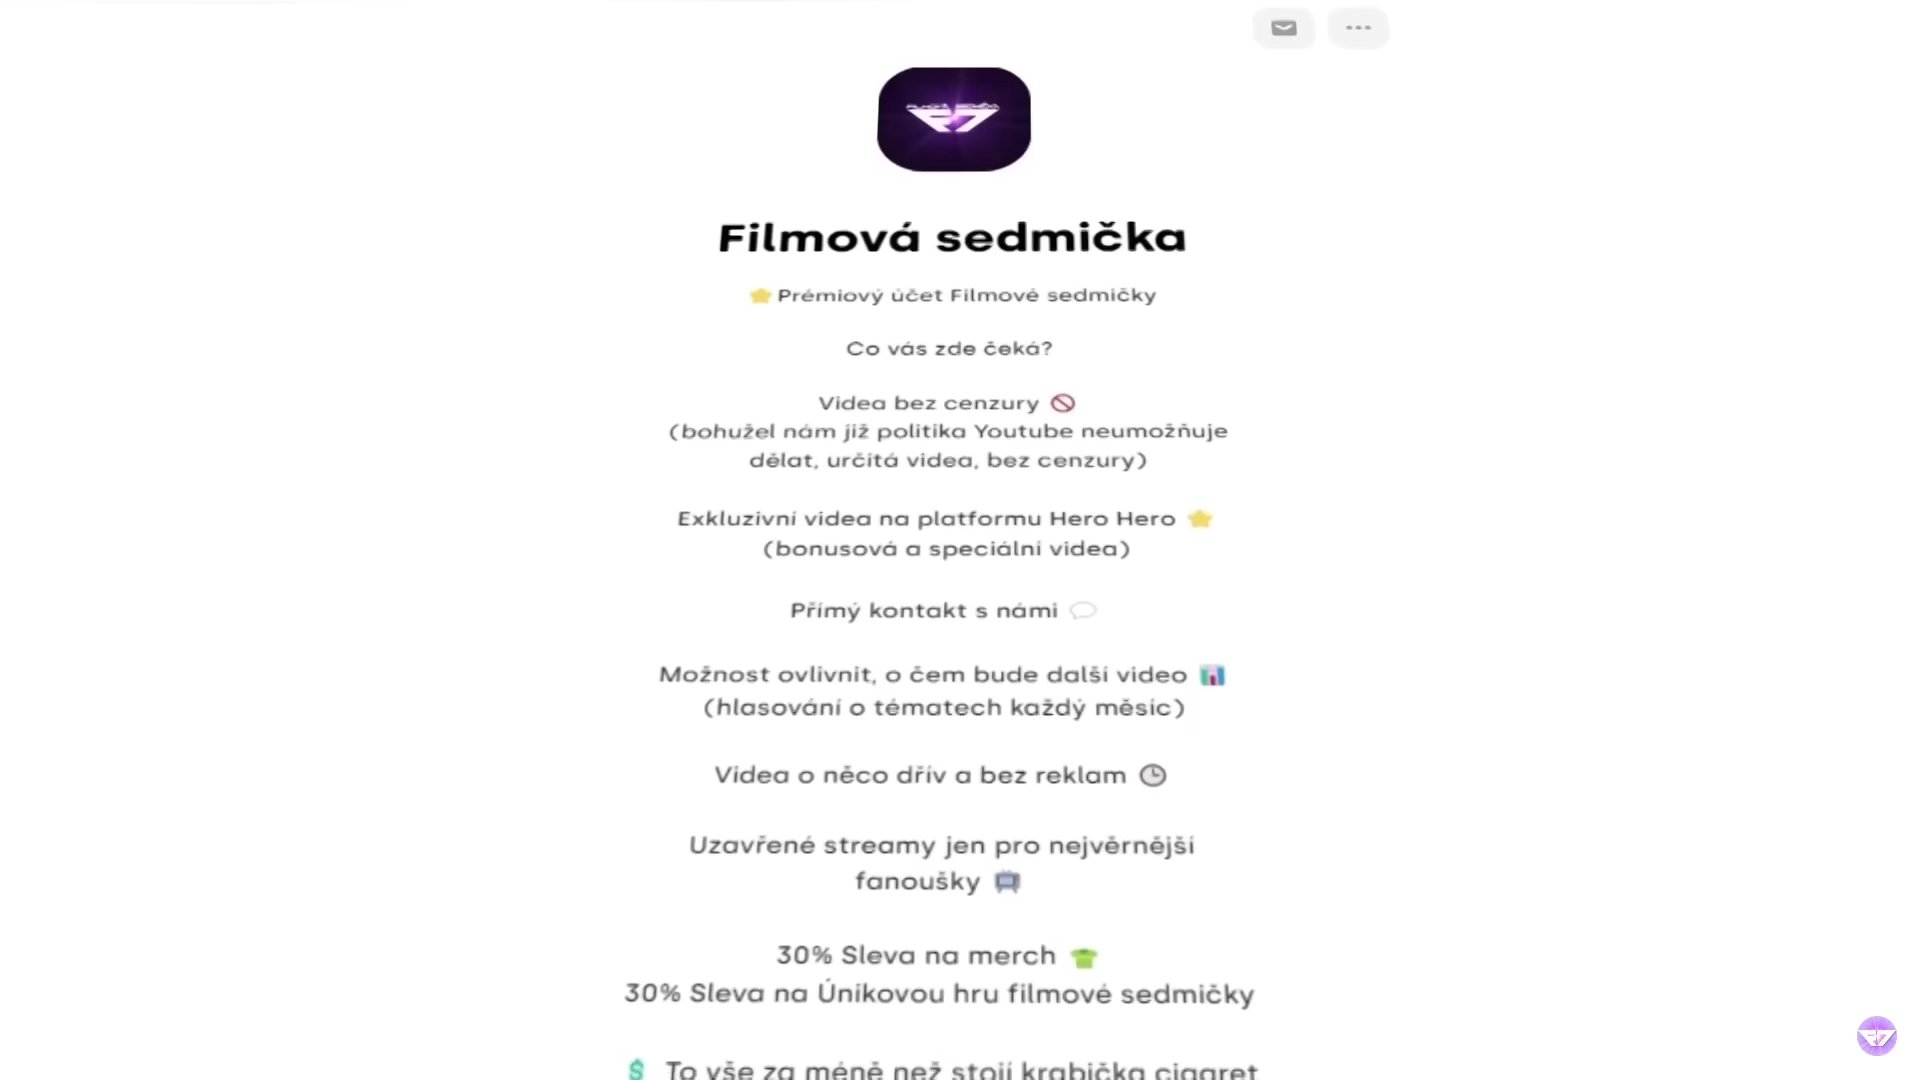 Filmová sedmička
Prémiový účet Filmové sedmičky
Co vás zde čeká?
Videa bez cenzury
(bohužel nám již politika Youtube neumožňuje
dělat, určitá videa, bez cenzury)
Exkluzivní videa na platformu Hero Hero
(bonusová a speciální videa)
Přímý kontakt s námi
Možnost ovlivnit, o čem bude další video
(hlasování o tématech každý měsíc)
Videa o něco dřív a bez reklam
Uzavřené streamy jen pro nejvěrnější
fanoušky
30% Sleva na merch
30% Sleva na Únikovou hru filmové sedmičky
To vše za méně než stojí krabička cigaret